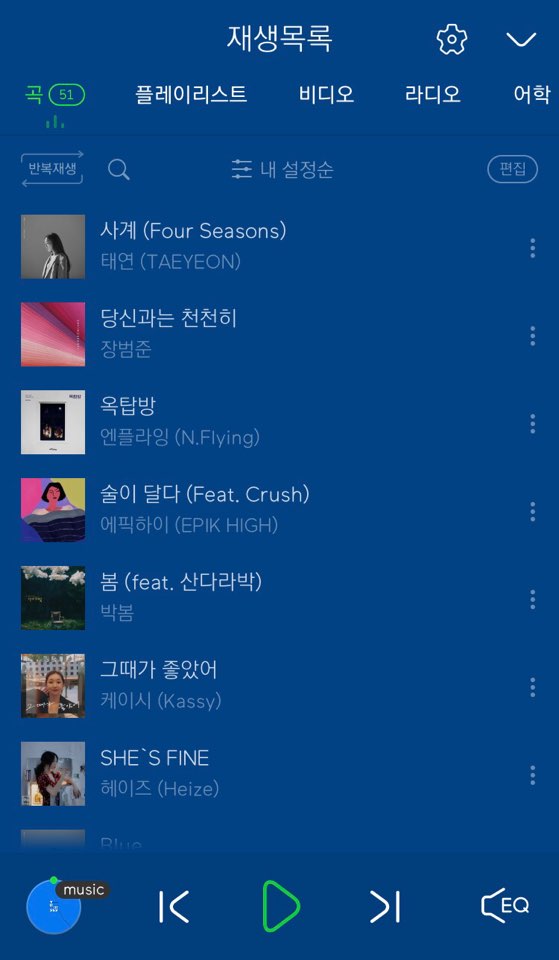 재생목록
곡 51 플레이리스트 비디오 라디오 어학
반복재생 내 설정순 편집
사계 (Four Seasons)
태연 (TAEYEON)
당신과는 천천히
장범준
옥탑방
엔플라잉 (N.Flying)
술이 달다 (Feat. Crush)
에픽하이 (EPIK HIGH)
봄 (feat. 산다라박)
박봄
그때가 좋았어
케이시 (Kassy)
SHE`S FINE
헤이즈 (Heize)
Blue
music
EQ